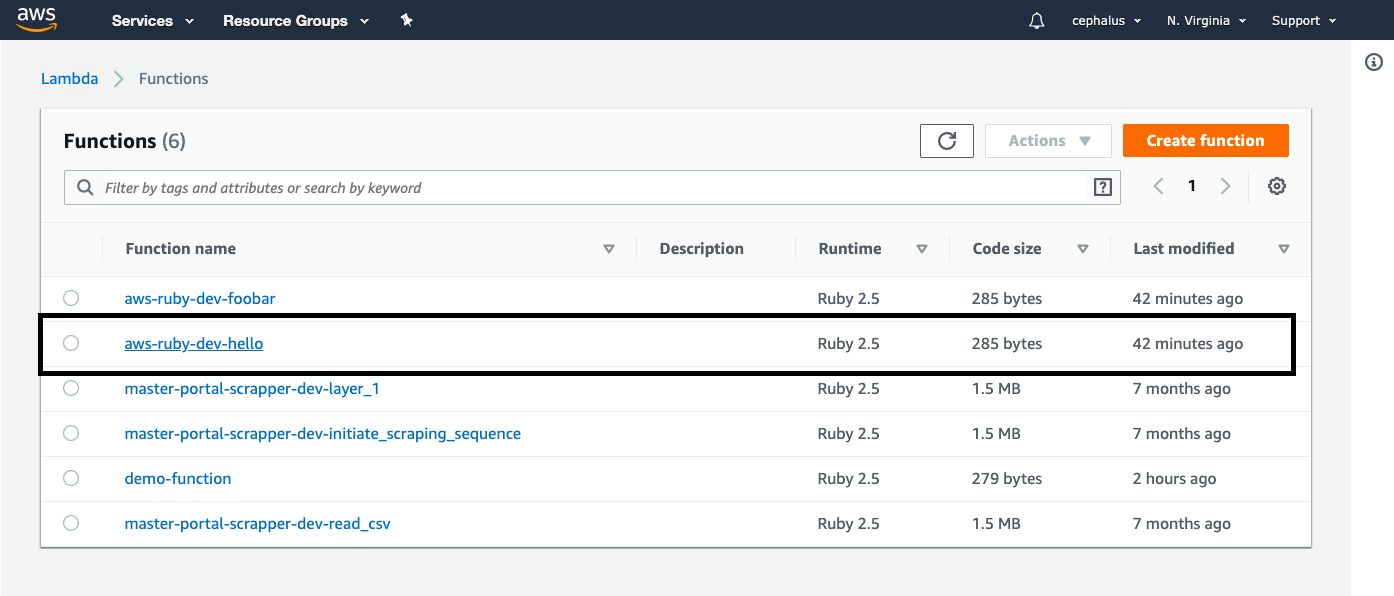 aws Services Resource Groups cephalus N. Virginia Support
Lambda Functions
Functions (6) Actions Create function
Filter by tags and attributes or search by keyword ? 1
Function name Description Runtime Code size Last modified
aws-ruby-dev-foobar Ruby 2.5 285 bytes 42 minutes ago
aws-ruby-dev-hello Ruby 2.5 285 bytes 42 minutes ago
master-portal-scrapper-dev-layer_1 Ruby 2.5 1.5 MB 7 months ago
master-portal-scrapper-dev-initiate_scraping_sequence Ruby 2.5 1.5 MB 7 months ago
demo-function Ruby 2.5 279 bytes 2 hours ago
master-portal-scrapper-dev-read_csv Ruby 2.5 1.5 MB 7 months ago